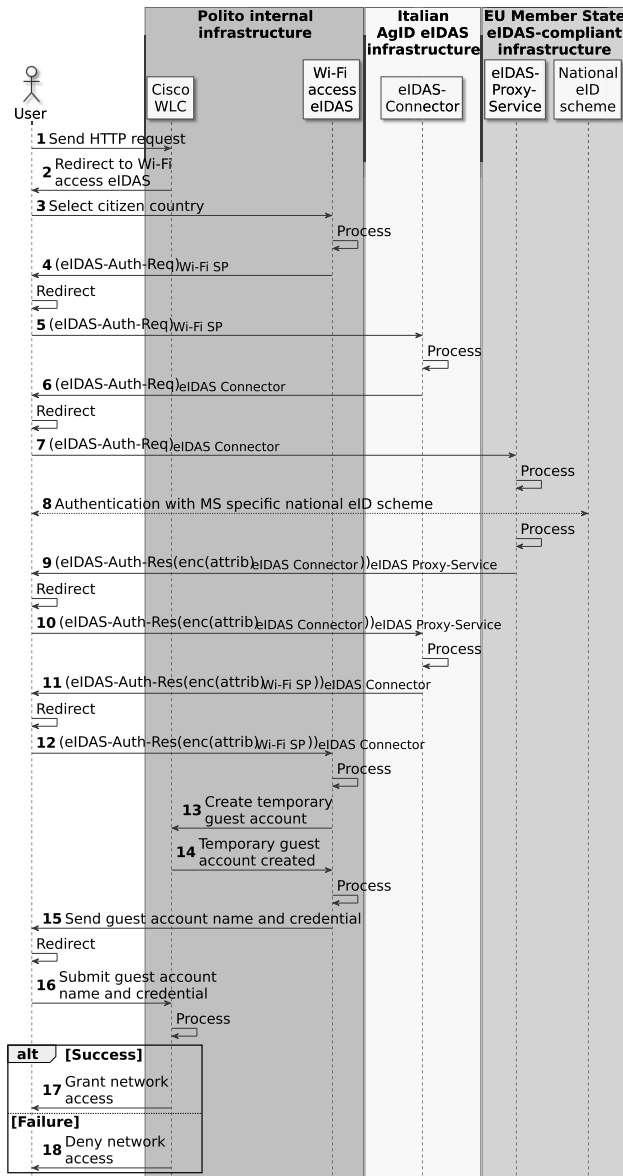 Polito internal
infrastructure
Italian
AgID eIDAS
infrastructure
EU Member State
eIDAS-compliant
infrastructure
User
Cisco
WLC
Wi-Fi
access
eIDAS
eIDAS-
Connector
eIDAS-
Proxy-
Service
National
eID
scheme
1 Send HTTP request
2 Redirect to Wi-Fi
access eIDAS
3 Select citizen country
Process
4 (eIDAS-Auth-Req)Wi-Fi SP
Redirect
5 (eIDAS-Auth-Req)Wi-Fi SP
Process
6 (eIDAS-Auth-Req)eIDAS Connector
Redirect
7 (eIDAS-Auth-Req)eIDAS Connector
Process
8 Authentication with MS specific national eID scheme
Process
9 (eIDAS-Auth-Res(enc(attrib)eIDAS Connector))eIDAS Proxy-Service
Redirect
10 (eIDAS-Auth-Res(enc(attrib)eIDAS Connector))eIDAS Proxy-Service
Process
11 (eIDAS-Auth-Res(enc(attrib)Wi-Fi SP))eIDAS Connector
Redirect
12 (eIDAS-Auth-Res(enc(attrib)Wi-Fi SP))eIDAS Connector
Process
13 Create temporary
guest account
14 Temporary guest
account created
Process
15 Send guest account name and credential
Redirect
16 Submit guest account
name and credential
Process
alt [Success]
17 Grant network
access
[Failure]
18 Deny network
access